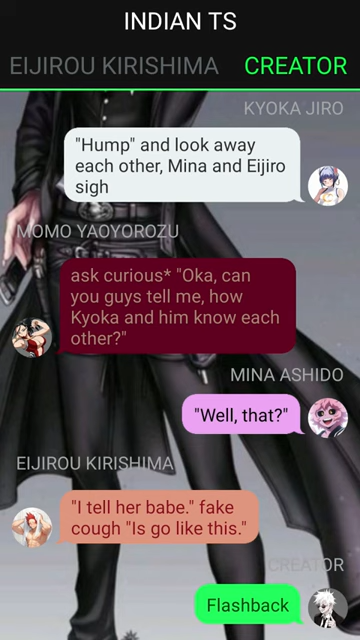 INDIAN TS
EIJIROU KIRISHIMA CREATOR
KYOKA JIRO
"Hump" and look away
each other, Mina and Eijiro
sigh
MOMO YAOYOROZU
ask curious* "Oka, can
you guys tell me, how
Kyoka and him know each
other?"
MINA ASHIDO
"Well, that?"
EIJIROU KIRISHIMA
"I tell her babe." fake
cough "Is go like this."
CREATOR
Flashback